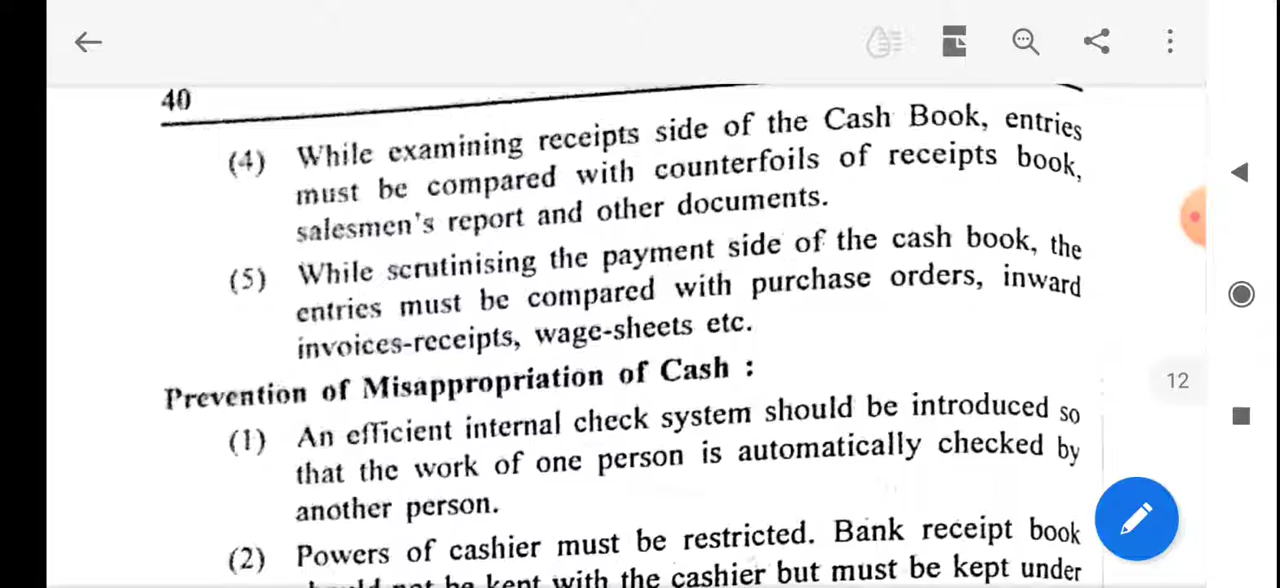 40
(4) While examining receipts side of the Cash Book, entries
must be compared with counterfoils of receipts book,
salesmen's report and other documents.
(5) While scrutinising the payment side of the cash book, the
entries must be compared with purchase orders, inward
invoices-receipts, wage-sheets etc.
Prevention of Misappropriation of Cash :
(1) An efficient internal check system should be introduced so
that the work of one person is automatically checked by
another person.
(2) Powers of cashier must be restricted. Bank receipt book
should not be kept with the cashier but must be kept under
12